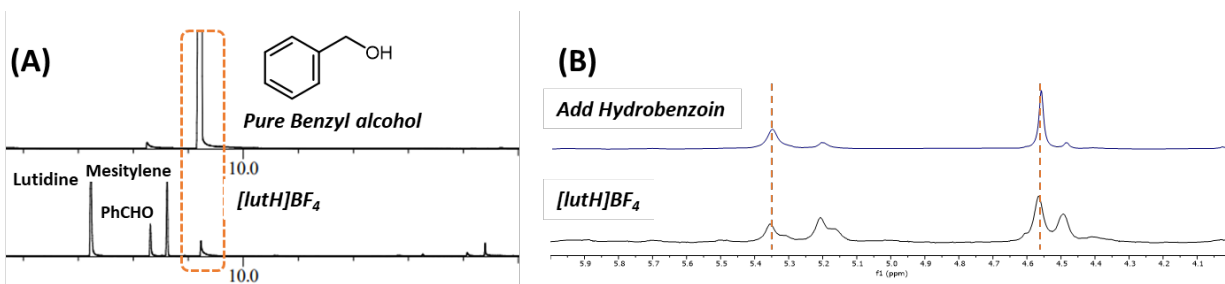 (A)
OH
Pure Benzyl alcohol
10.0
Lutidine
Mesitylene
PhCHO
[lutH]BF4
10.0
(B)
Add Hydrobenzoin
[lutH]BF4
5.9 5.8 5.7 5.6 5.5 5.4 5.3 5.2 5.1 5.0 4.9 4.8 4.7 4.6 4.5 4.4 4.3 4.2 4.1
f1 (ppm)